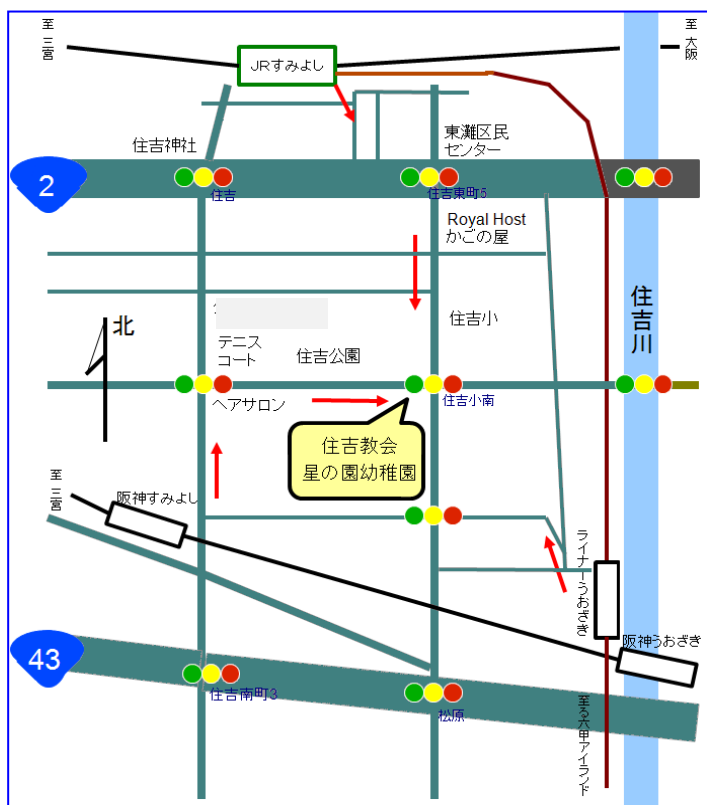 至 三宮
至 大阪
JRすみよし
住吉神社
東灘区民
センター
2
住吉
住吉東町5
Royal Host
かごの屋
住吉川
北
住吉小
テニス
コート
住吉公園
ヘアサロン
住吉小南
住吉教会
星の園幼稚園
至 三宮
阪神すみよし
ライナーうおざき
阪神うおざき
43
住吉南町3
松原
至る六甲アイランド